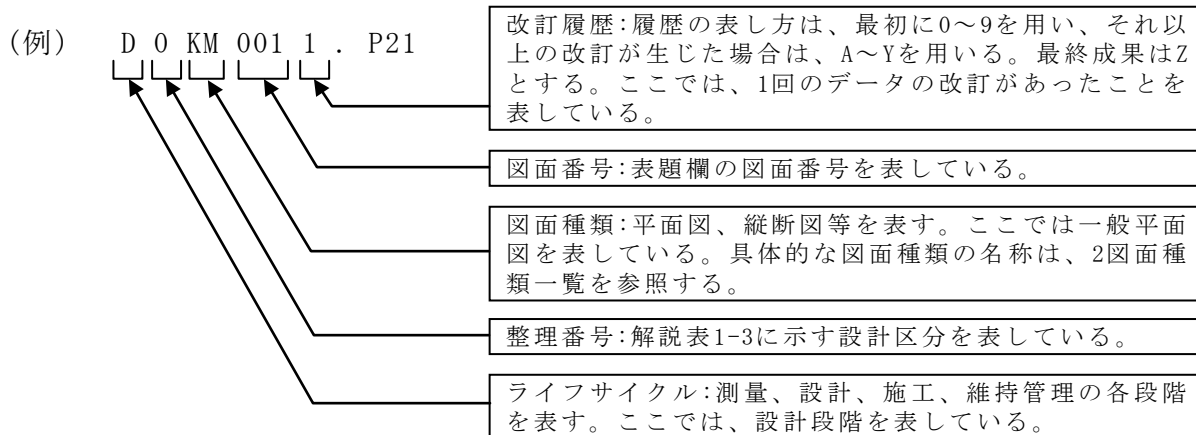 (例) D 0 KM 001 1 . P21
改訂履歴:履歴の表し方は、最初に0～9を用い、それ以
上の改訂が生じた場合は、A～Yを用いる。最終成果はZ
とする。ここでは、1回のデータの改訂があったことを
表している。
図面番号:表題欄の図面番号を表している。
図面種類:平面図、縦断図等を表す。ここでは一般平面
図を表している。具体的な図面種類の名称は、2図面種
類一覧を参照する。
整理番号:解説表1-3に示す設計区分を表している。
ライフサイクル:測量、設計、施工、維持管理の各段階
を表す。ここでは、設計段階を表している。